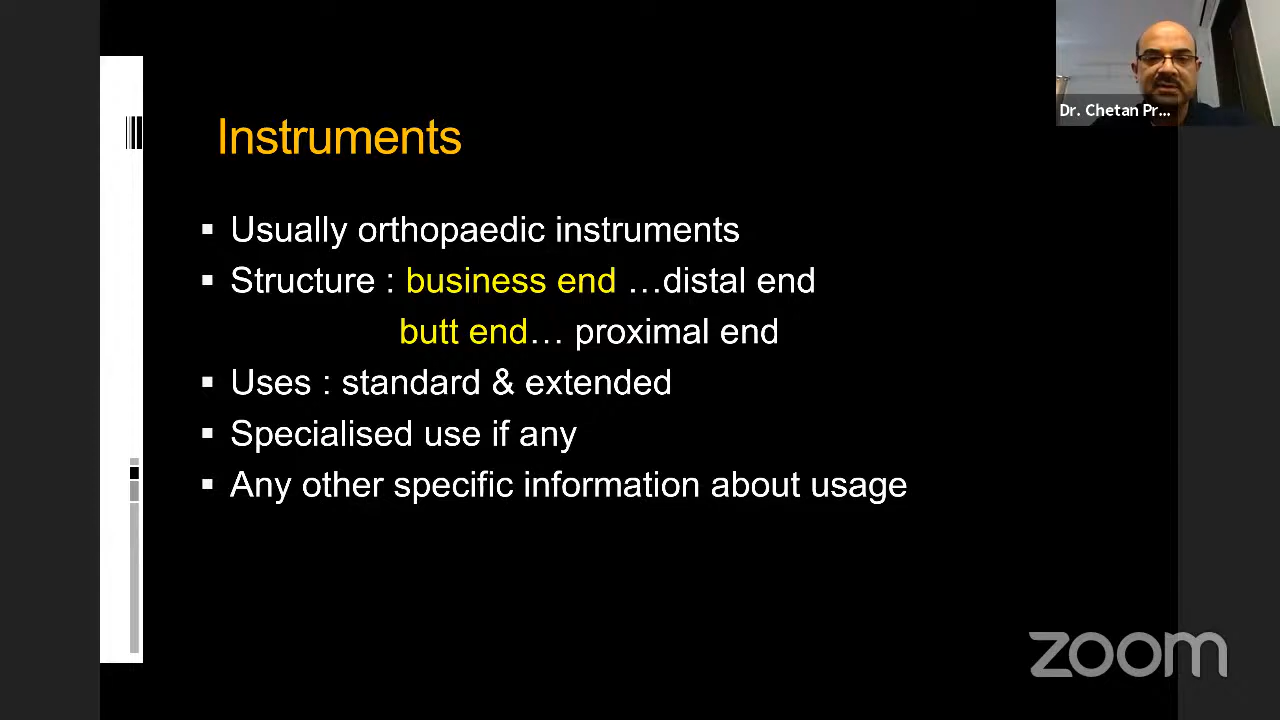 Dr. Chetan Pr...
Instruments
▪ Usually orthopaedic instruments
▪ Structure : business end …distal end
butt end… proximal end
▪ Uses : standard & extended
▪ Specialised use if any
▪ Any other specific information about usage
zoom